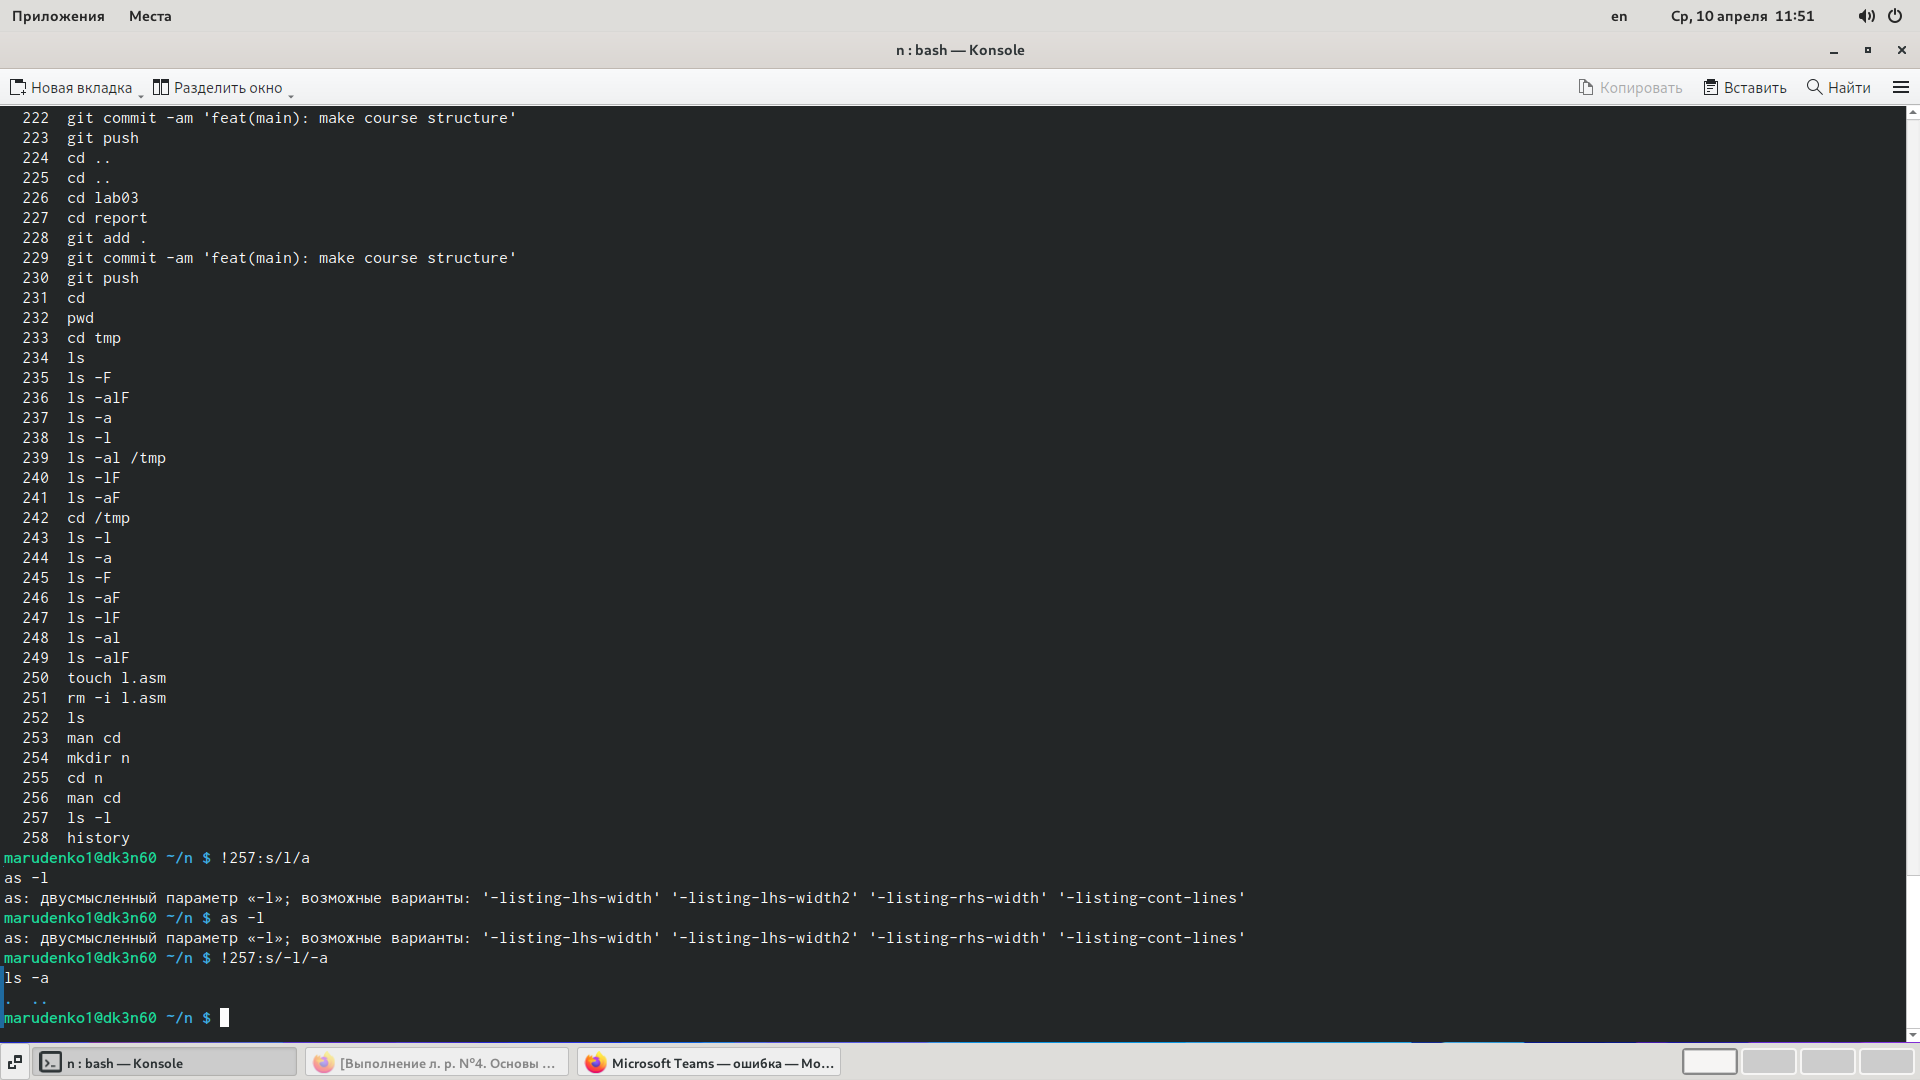 Приложения Места en Ср, 10 апреля 11:51
n : bash — Konsole
Новая вкладка Разделить окно Копировать Вставить Найти
222 git commit -am 'feat(main): make course structure'
223 git push
224 cd ..
225 cd ..
226 cd lab03
227 cd report
228 git add .
229 git commit -am 'feat(main): make course structure'
230 git push
231 cd
232 pwd
233 cd tmp
234 ls
235 ls -F
236 ls -alF
237 ls -a
238 ls -l
239 ls -al /tmp
240 ls -lF
241 ls -aF
242 cd /tmp
243 ls -l
244 ls -a
245 ls -F
246 ls -aF
247 ls -lF
248 ls -al
249 ls -alF
250 touch l.asm
251 rm -i l.asm
252 ls
253 man cd
254 mkdir n
255 cd n
256 man cd
257 ls -l
258 history
marudenko1@dk3n60 ~/n $ !257:s/l/a
as -l
as: двусмысленный параметр «-l»; возможные варианты: '-listing-lhs-width' '-listing-lhs-width2' '-listing-rhs-width' '-listing-cont-lines'
marudenko1@dk3n60 ~/n $ as -l
as: двусмысленный параметр «-l»; возможные варианты: '-listing-lhs-width' '-listing-lhs-width2' '-listing-rhs-width' '-listing-cont-lines'
marudenko1@dk3n60 ~/n $ !257:s/-l/-a
ls -a
. ..
marudenko1@dk3n60 ~/n $
n : bash — Konsole [Выполнение л. р. №4. Основы ... Microsoft Teams — ошибка — Mo...